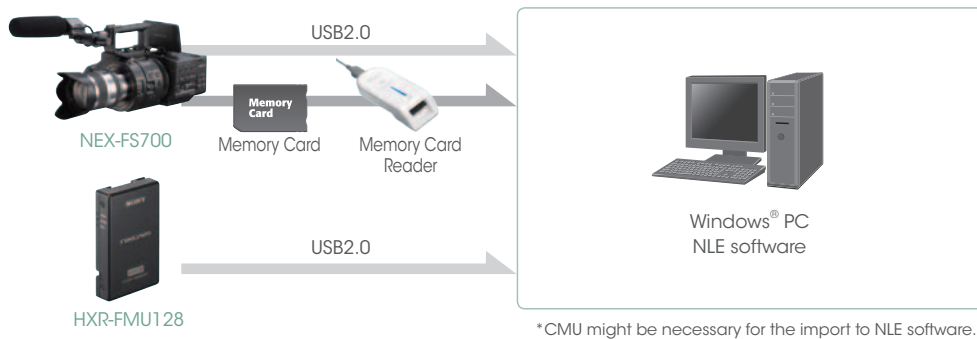 USB2.0
Memory
Card
NEX-FS700
Memory Card
Memory Card
Reader
Windows® PC
NLE software
SONY
USB2.0
HXR-FMU128
*CMU might be necessary for the import to NLE software.